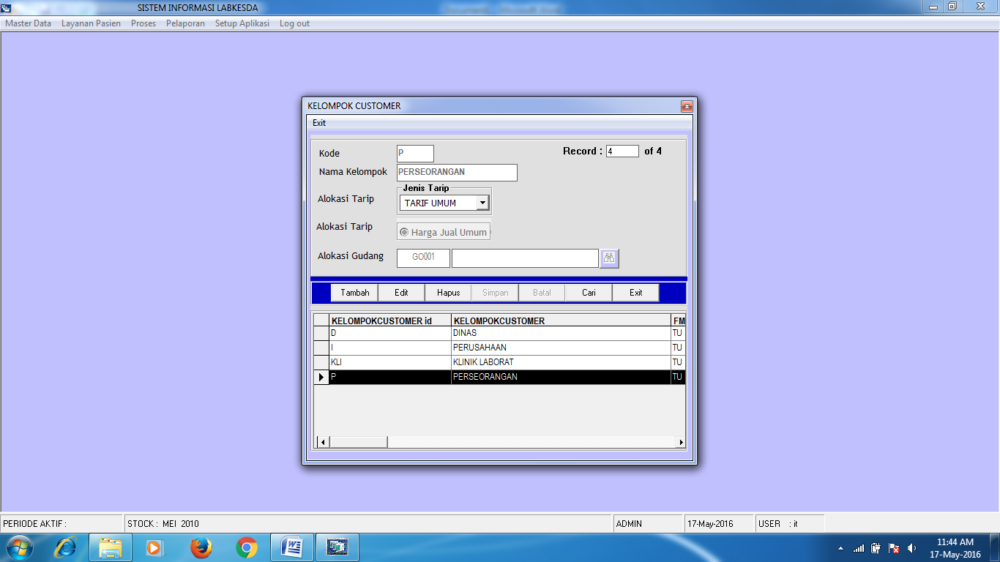 SISTEM INFORMASI LABKESDA
Master Data Layanan Pasien Proses Pelaporan Setup Aplikasi Log out
KELOMPOK CUSTOMER
Exit
Kode P Record : 4 of 4
Nama Kelompok PERSEORANGAN
Jenis Tarip
Alokasi Tarip TARIF UMUM
Alokasi Tarip Harga Jual Umum
Alokasi Gudang GO001
Tambah Edit Hapus Simpan Batal Cari Exit
KELOMPOKCUSTOMER id KELOMPOKCUSTOMER FM
D DINAS TU
I PERUSAHAAN TU
KLI KLINIK LABORAT TU
P PERSEORANGAN TU
PERIODE AKTIF : STOCK : MEI 2010 ADMIN 17-May-2016 USER : it
11:44 AM
17-May-2016